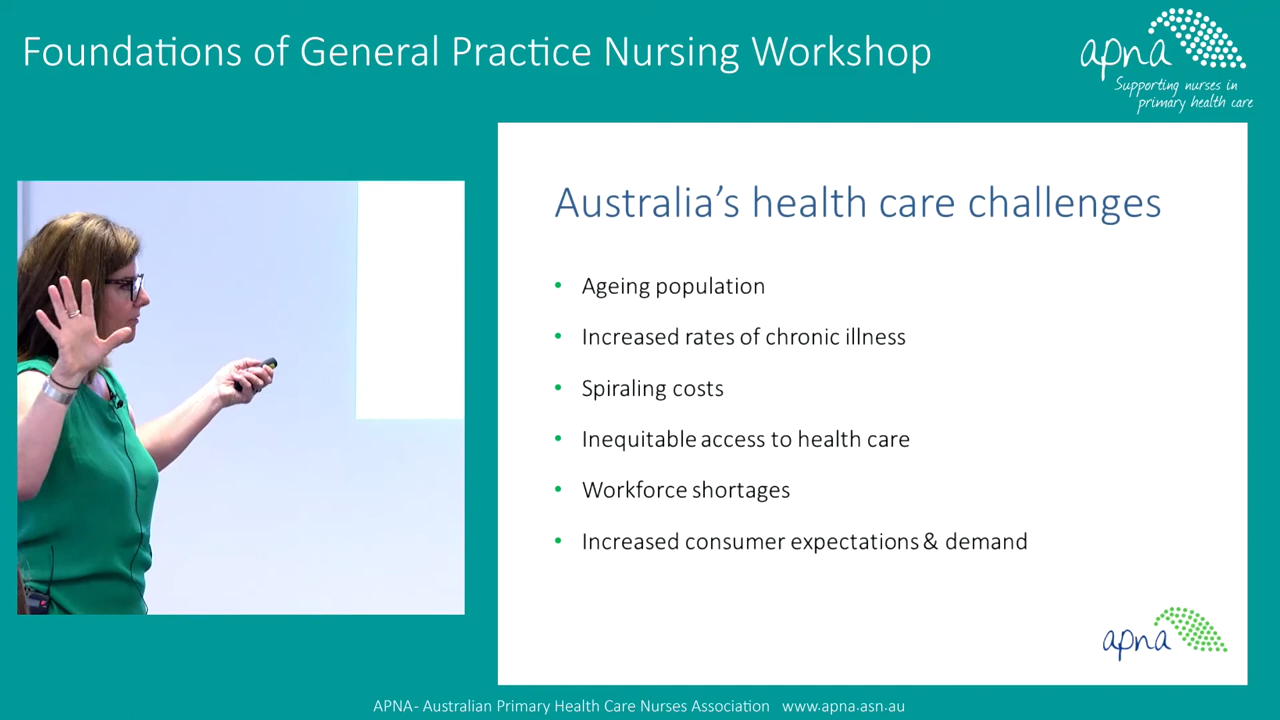 Foundations of General Practice Nursing Workshop
apna
Supporting nurses in
primary health care
Australia's health care challenges
• Ageing population
• Increased rates of chronic illness
• Spiraling costs
• Inequitable access to health care
• Workforce shortages
• Increased consumer expectations & demand
apna
APNA- Australian Primary Health Care Nurses Association www.apna.asn.au